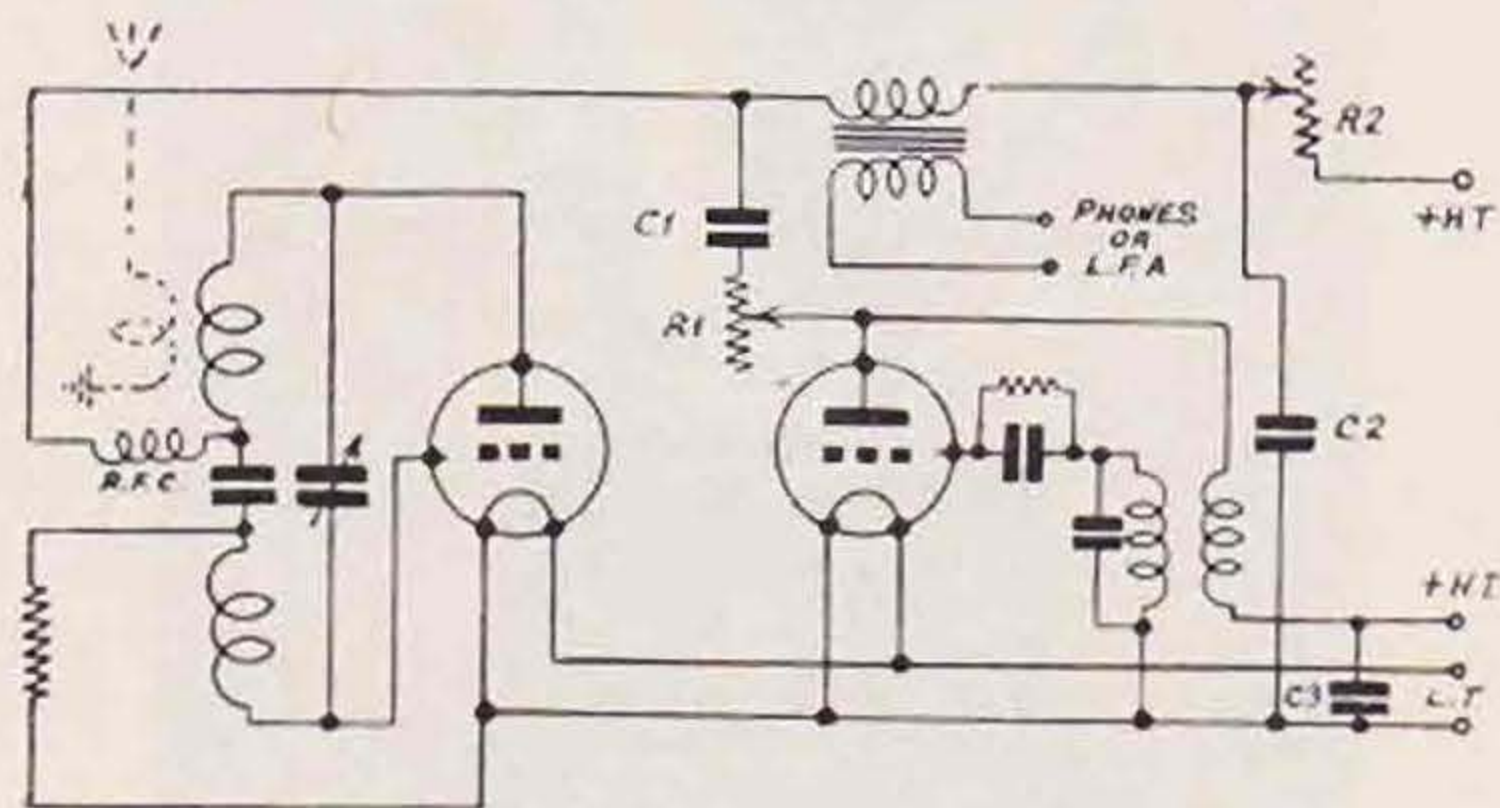 R2
+HT
C1
PHONES
OR
L.F.A
R1
R.F.C.
C2
+HT
C3
L.T